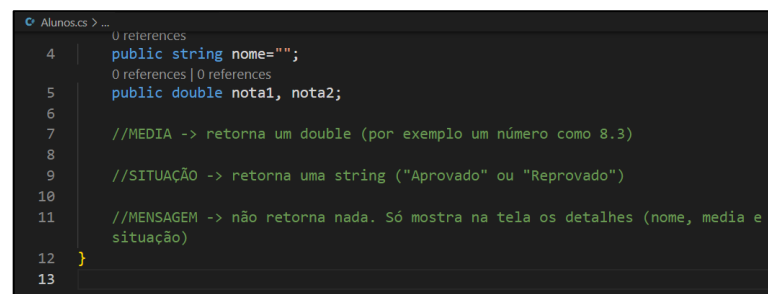 C# Alunos.cs > ...
0 references
4 public string nome="";
0 references | 0 references
5 public double nota1, nota2;
6
7 //MEDIA -> retorna um double (por exemplo um número como 8.3)
8
9 //SITUAÇÃO -> retorna uma string ("Aprovado" ou "Reprovado")
10
11 //MENSAGEM -> não retorna nada. Só mostra na tela os detalhes (nome, media e
situação)
12 }
13